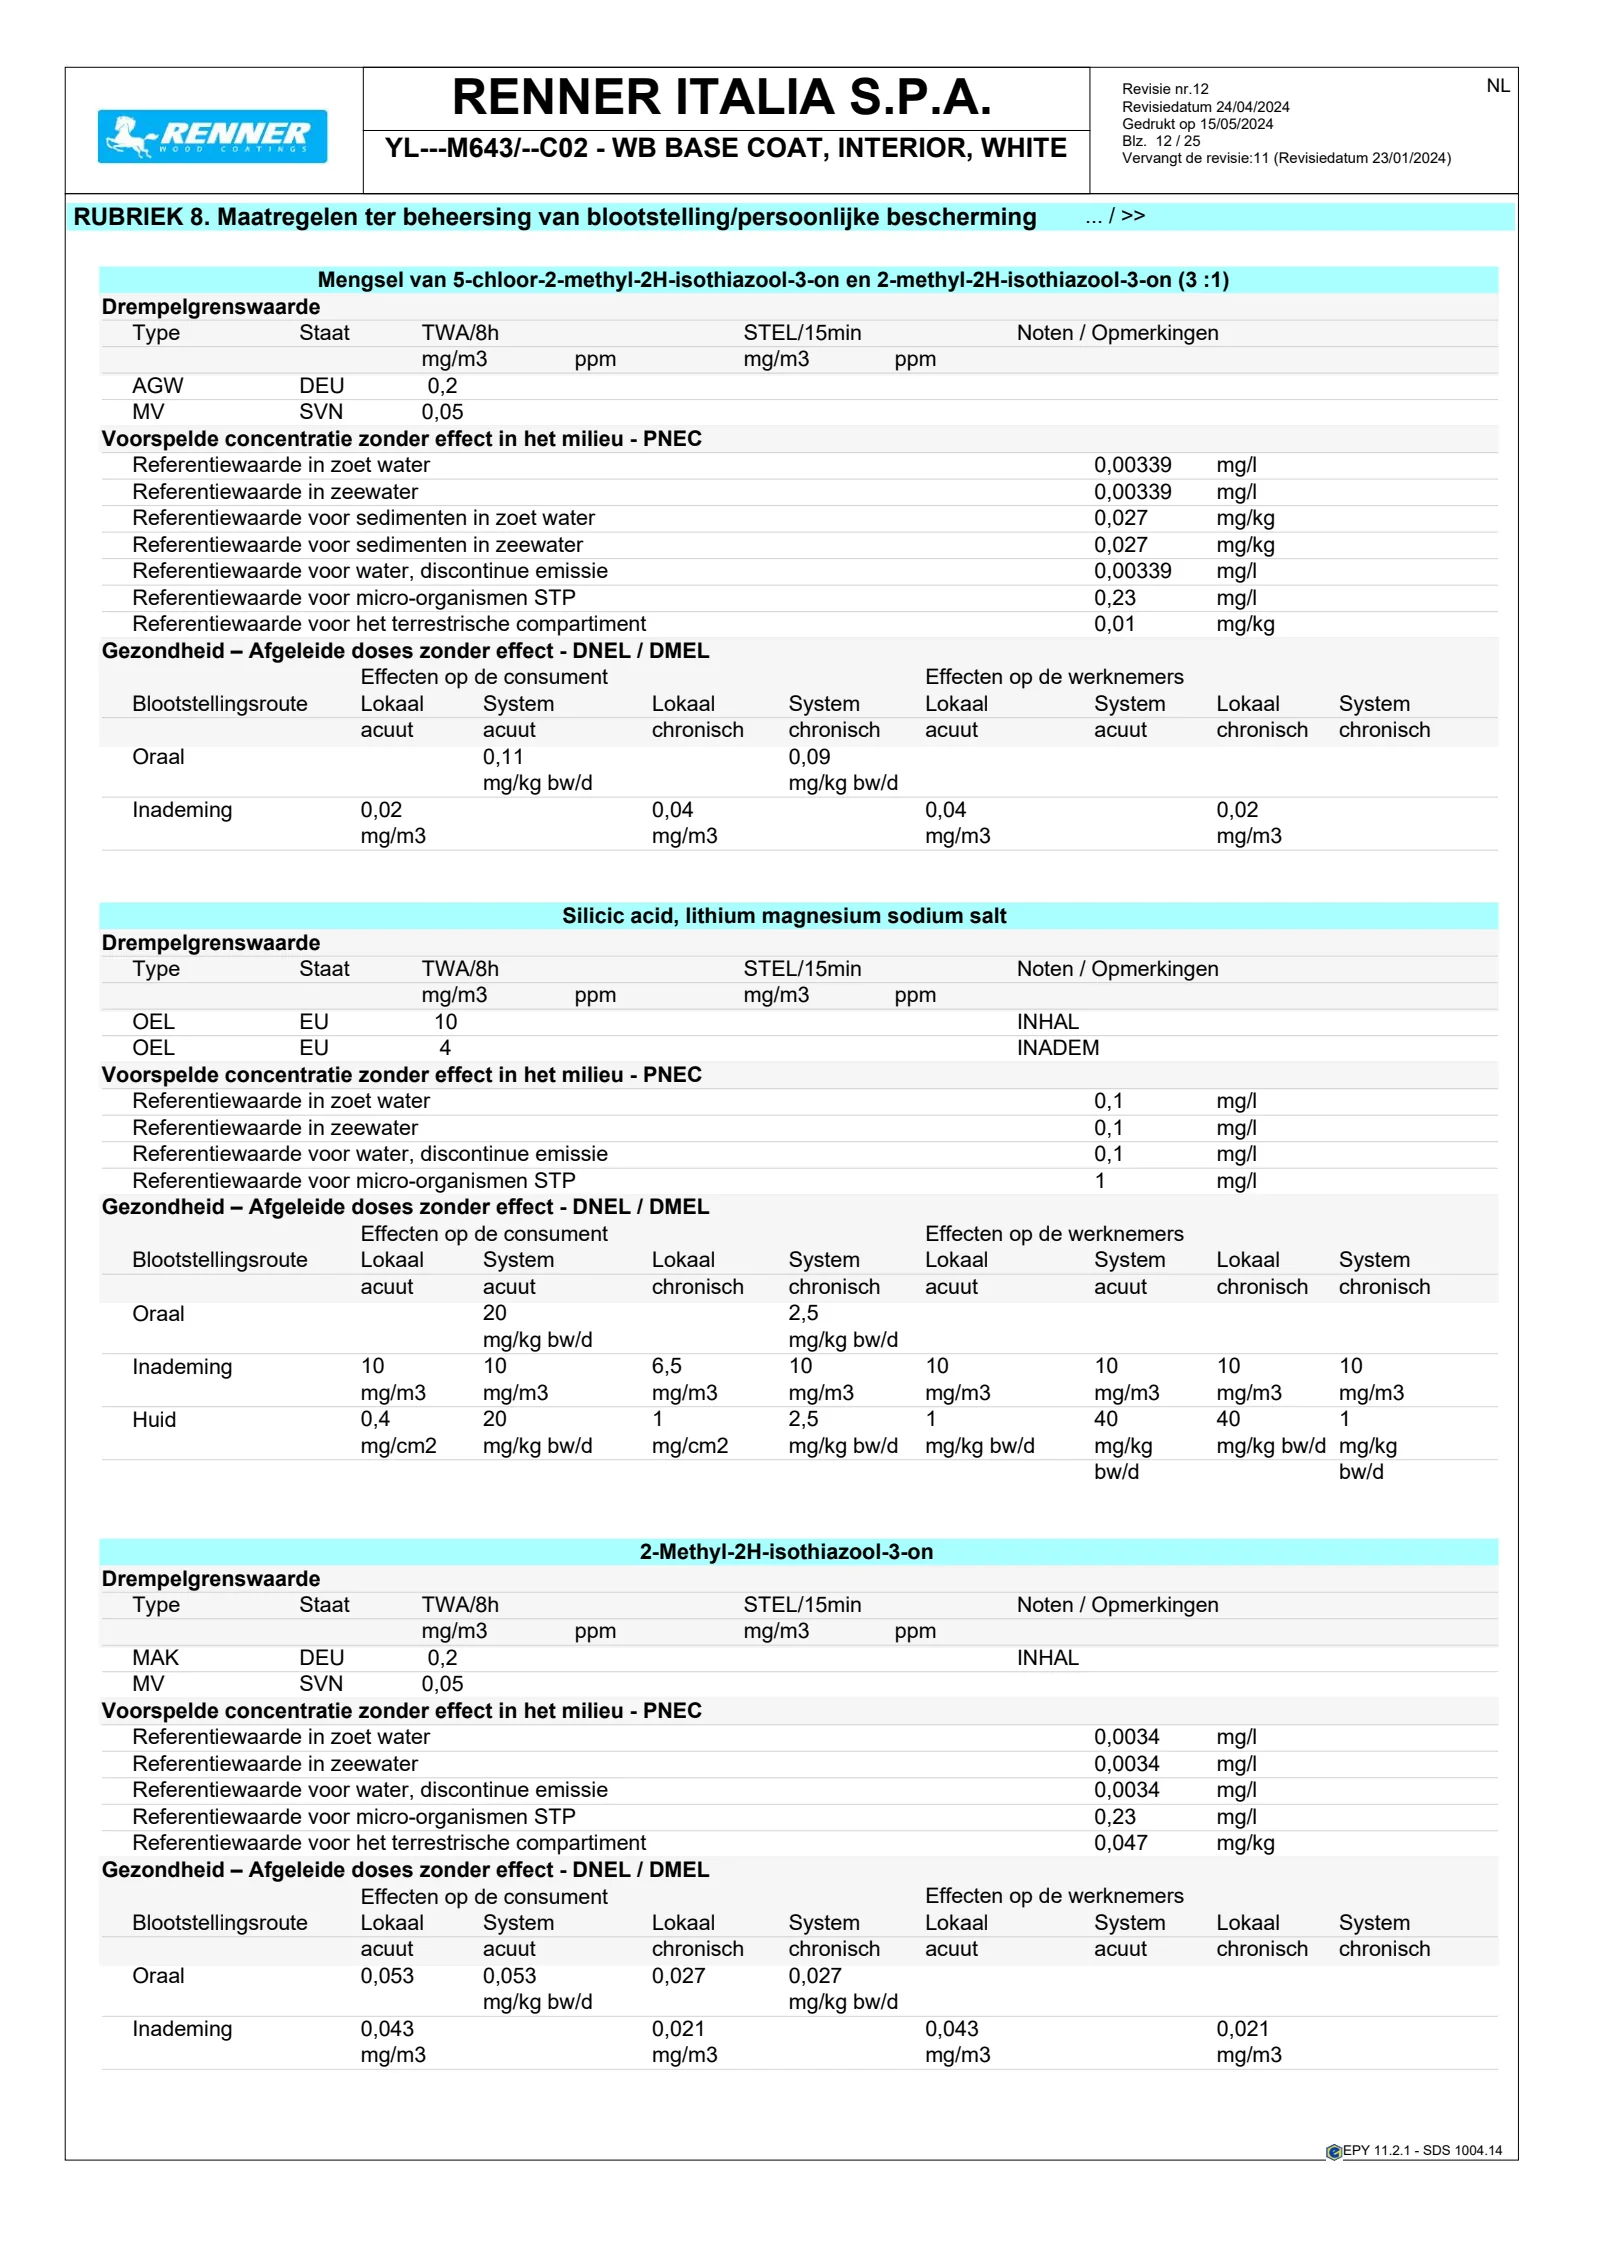 RENNER
WOOD COATINGS
RENNER ITALIA S.P.A.
YL---M643/--C02 - WB BASE COAT, INTERIOR, WHITE
Revisie nr.12
Revisiedatum 24/04/2024
Gedrukt op 15/05/2024
Blz. 12 / 25
Vervangt de revisie:11 (Revisiedatum 23/01/2024)
NL
RUBRIEK 8. Maatregelen ter beheersing van blootstelling/persoonlijke bescherming ... / >>
Mengsel van 5-chloor-2-methyl-2H-isothiazool-3-on en 2-methyl-2H-isothiazool-3-on (3 :1)
Drempelgrenswaarde
Type Staat TWA/8h STEL/15min Noten / Opmerkingen
mg/m3 ppm mg/m3 ppm
AGW DEU 0,2
MV SVN 0,05
Voorspelde concentratie zonder effect in het milieu - PNEC
Referentiewaarde in zoet water 0,00339 mg/l
Referentiewaarde in zeewater 0,00339 mg/l
Referentiewaarde voor sedimenten in zoet water 0,027 mg/kg
Referentiewaarde voor sedimenten in zeewater 0,027 mg/kg
Referentiewaarde voor water, discontinue emissie 0,00339 mg/l
Referentiewaarde voor micro-organismen STP 0,23 mg/l
Referentiewaarde voor het terrestrische compartiment 0,01 mg/kg
Gezondheid – Afgeleide doses zonder effect - DNEL / DMEL
Effecten op de consument Effecten op de werknemers
Blootstellingsroute Lokaal System Lokaal System Lokaal System Lokaal System
acuut acuut chronisch chronisch acuut acuut chronisch chronisch
Oraal 0,11 0,09
mg/kg bw/d mg/kg bw/d
Inademing 0,02 0,04 0,04 0,02
mg/m3 mg/m3 mg/m3 mg/m3
Silicic acid, lithium magnesium sodium salt
Drempelgrenswaarde
Type Staat TWA/8h STEL/15min Noten / Opmerkingen
mg/m3 ppm mg/m3 ppm
OEL EU 10 INHAL
OEL EU 4 INADEM
Voorspelde concentratie zonder effect in het milieu - PNEC
Referentiewaarde in zoet water 0,1 mg/l
Referentiewaarde in zeewater 0,1 mg/l
Referentiewaarde voor water, discontinue emissie 0,1 mg/l
Referentiewaarde voor micro-organismen STP 1 mg/l
Gezondheid – Afgeleide doses zonder effect - DNEL / DMEL
Effecten op de consument Effecten op de werknemers
Blootstellingsroute Lokaal System Lokaal System Lokaal System Lokaal System
acuut acuut chronisch chronisch acuut acuut chronisch chronisch
Oraal 20 2,5
mg/kg bw/d mg/kg bw/d
Inademing 10 10 6,5 10 10 10 10 10
mg/m3 mg/m3 mg/m3 mg/m3 mg/m3 mg/m3 mg/m3 mg/m3
Huid 0,4 20 1 2,5 1 40 40 1
mg/cm2 mg/kg bw/d mg/cm2 mg/kg bw/d mg/kg bw/d mg/kg mg/kg bw/d mg/kg
bw/d bw/d
2-Methyl-2H-isothiazool-3-on
Drempelgrenswaarde
Type Staat TWA/8h STEL/15min Noten / Opmerkingen
mg/m3 ppm mg/m3 ppm
MAK DEU 0,2 INHAL
MV SVN 0,05
Voorspelde concentratie zonder effect in het milieu - PNEC
Referentiewaarde in zoet water 0,0034 mg/l
Referentiewaarde in zeewater 0,0034 mg/l
Referentiewaarde voor water, discontinue emissie 0,0034 mg/l
Referentiewaarde voor micro-organismen STP 0,23 mg/l
Referentiewaarde voor het terrestrische compartiment 0,047 mg/kg
Gezondheid – Afgeleide doses zonder effect - DNEL / DMEL
Effecten op de consument Effecten op de werknemers
Blootstellingsroute Lokaal System Lokaal System Lokaal System Lokaal System
acuut acuut chronisch chronisch acuut acuut chronisch chronisch
Oraal 0,053 0,053 0,027 0,027
mg/kg bw/d mg/kg bw/d
Inademing 0,043 0,021 0,043 0,021
mg/m3 mg/m3 mg/m3 mg/m3
EPY 11.2.1 - SDS 1004.14